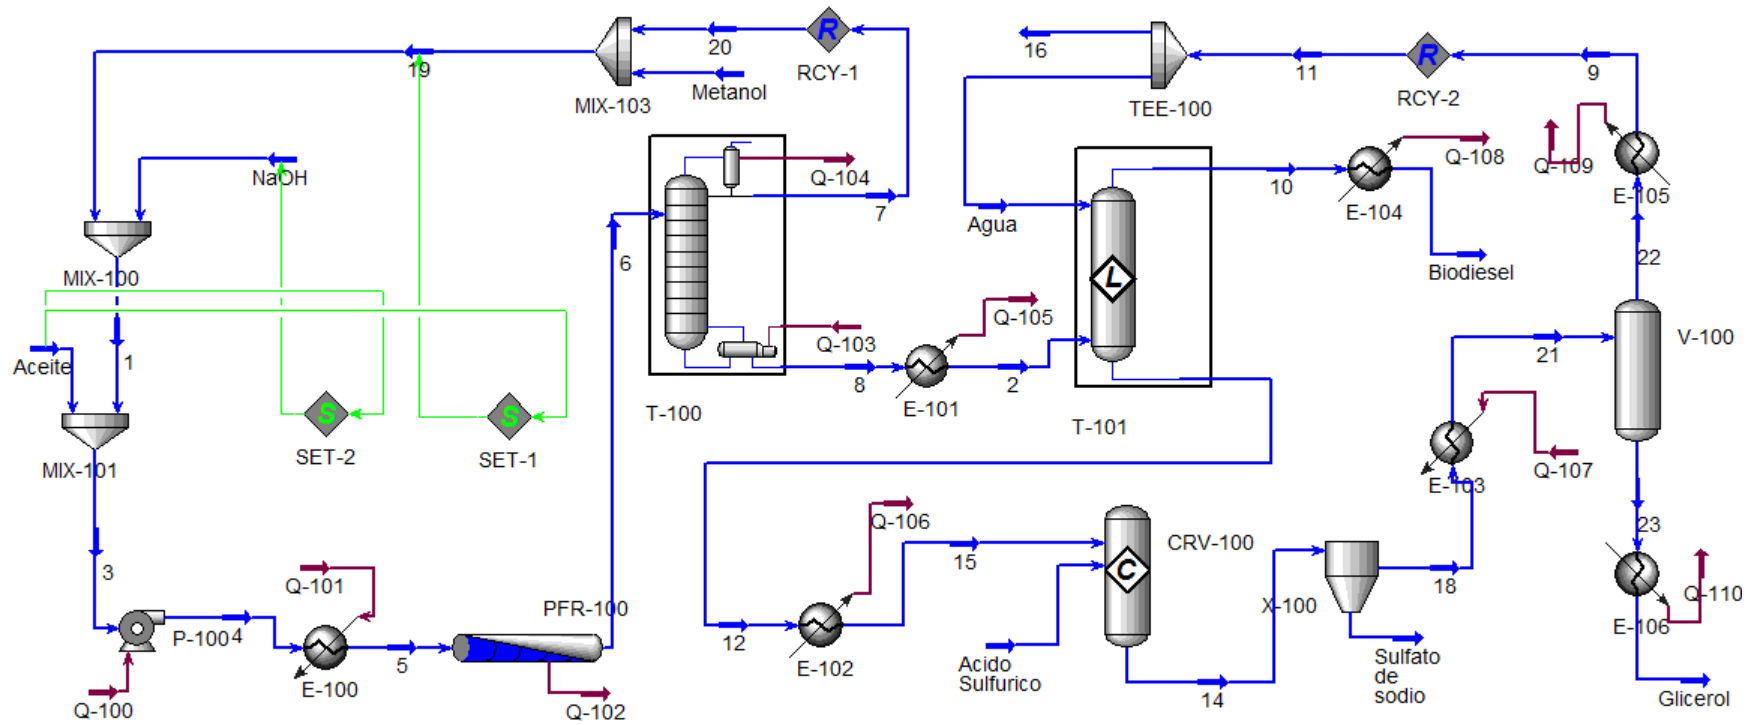 20
R
RCY-1
19
MIX-103
Metanol
16
11
R
RCY-2
9
TEE-100
NaOH
Q-104
7
T-100
6
MIX-100
Aceite
1
MIX-101
S
SET-2
S
SET-1
Q-103
8
E-101
Q-105
2
Agua
L
T-101
10
E-104
Q-108
Biodiesel
Q-109
E-105
22
21
V-100
E-103
Q-107
23
Q-110
E-106
Glicerol
3
Q-100
P-100
4
Q-101
E-100
5
PFR-100
Q-102
12
E-102
Q-106
15
Acido
Sulfurico
C
CRV-100
14
X-100
18
Sulfato
de
sodio